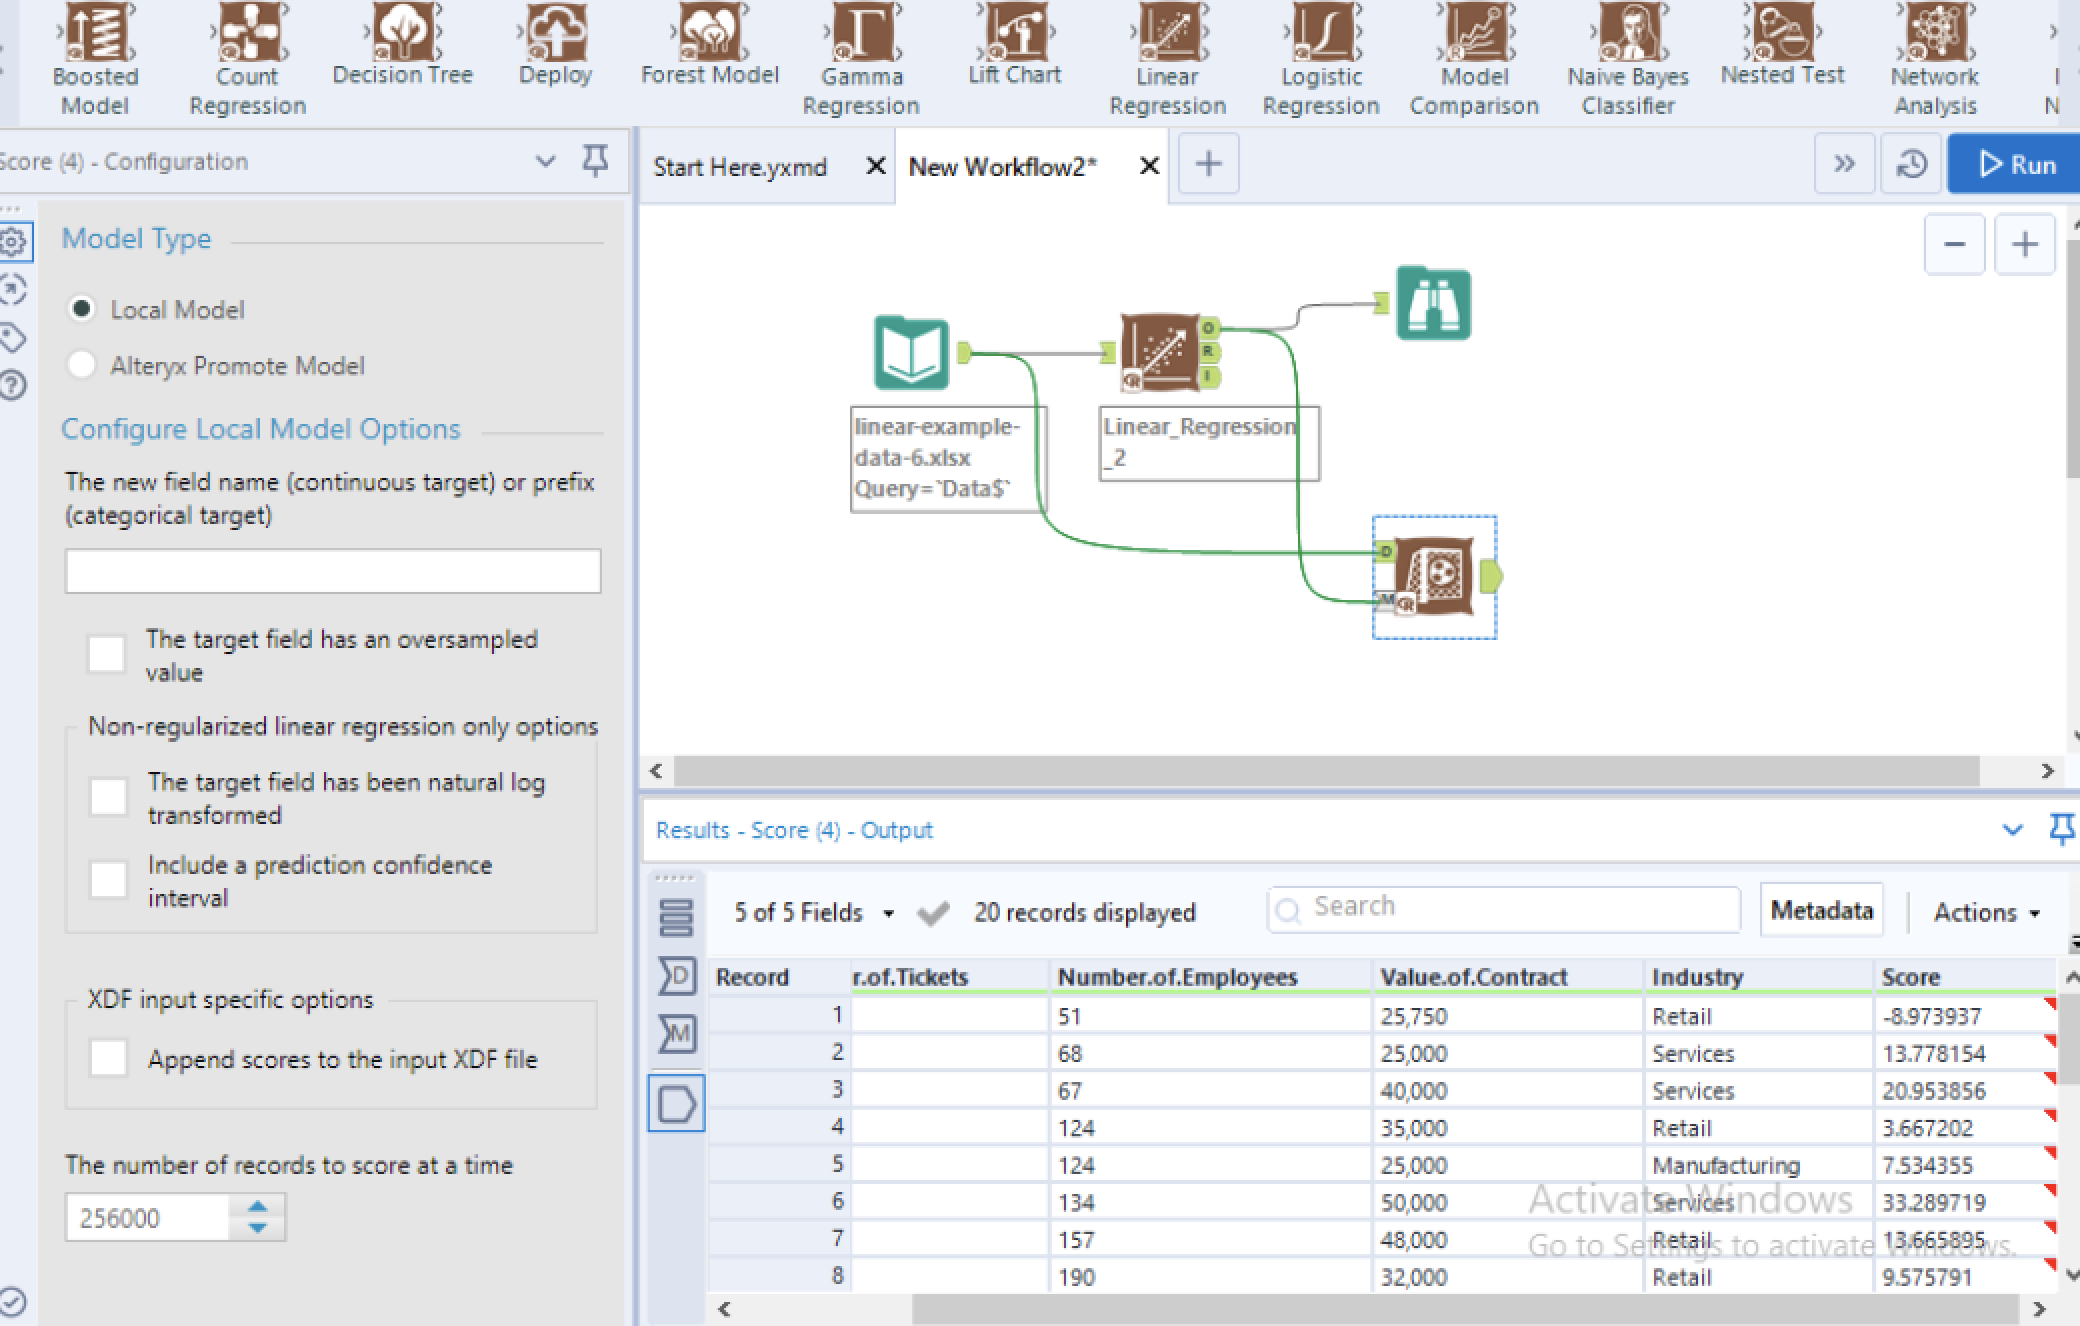 Boosted Model
Count Regression
Decision Tree
Deploy
Forest Model
Gamma Regression
Lift Chart
Linear Regression
Logistic Regression
Model Comparison
Naive Bayes Classifier
Nested Test
Network Analysis
Score (4) - Configuration
Start Here.yxmd
New Workflow2*
Run
Model Type
Local Model
Alteryx Promote Model
Configure Local Model Options
The new field name (continuous target) or prefix
(categorical target)
The target field has an oversampled
value
Non-regularized linear regression only options
The target field has been natural log
transformed
Include a prediction confidence
interval
XDF input specific options
Append scores to the input XDF file
The number of records to score at a time
256000
O
R
I
linear-example-
data-6.xlsx
Query=`Data$`
Linear_Regression
_2
D
M
Results - Score (4) - Output
5 of 5 Fields
20 records displayed
Search
Metadata
Actions
D
M
Record r.of.Tickets Number.of.Employees Value.of.Contract Industry Score
1 51 25,750 Retail -8.973937
2 68 25,000 Services 13.778154
3 67 40,000 Services 20.953856
4 124 35,000 Retail 3.667202
5 124 25,000 Manufacturing 7.534355
6 134 50,000 Services 33.289719
7 157 48,000 Retail 13.665895
8 190 32,000 Retail 9.575791
Activate Windows
Go to Settings to activate Windows.